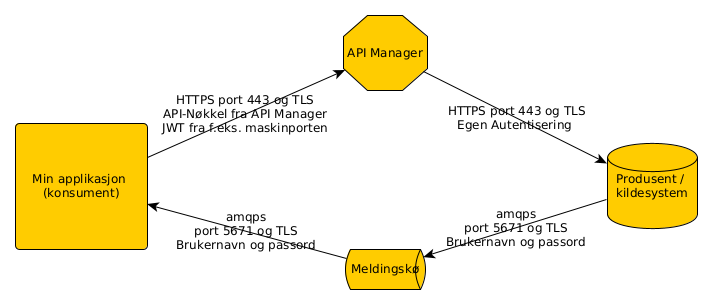 API Manager
HTTPS port 443 og TLS
API-Nøkkel fra API Manager
JWT fra f.eks. maskinporten
HTTPS port 443 og TLS
Egen Autentisering
Min applikasjon
(konsument)
Produsent /
kildesystem
amqps
port 5671 og TLS
Brukernavn og passord
amqps
port 5671 og TLS
Brukernavn og passord
Meldingskø